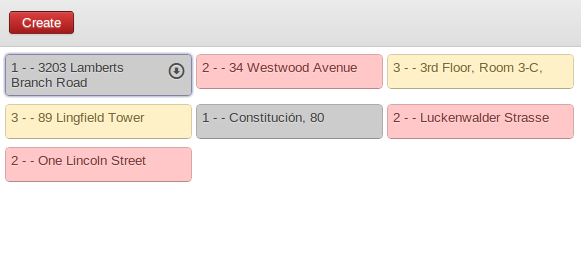 Create
1 - - 3203 Lamberts
Branch Road
2 - - 34 Westwood Avenue
3 - - 3rd Floor, Room 3-C,
3 - - 89 Lingfield Tower
1 - - Constitución, 80
2 - - Luckenwalder Strasse
2 - - One Lincoln Street